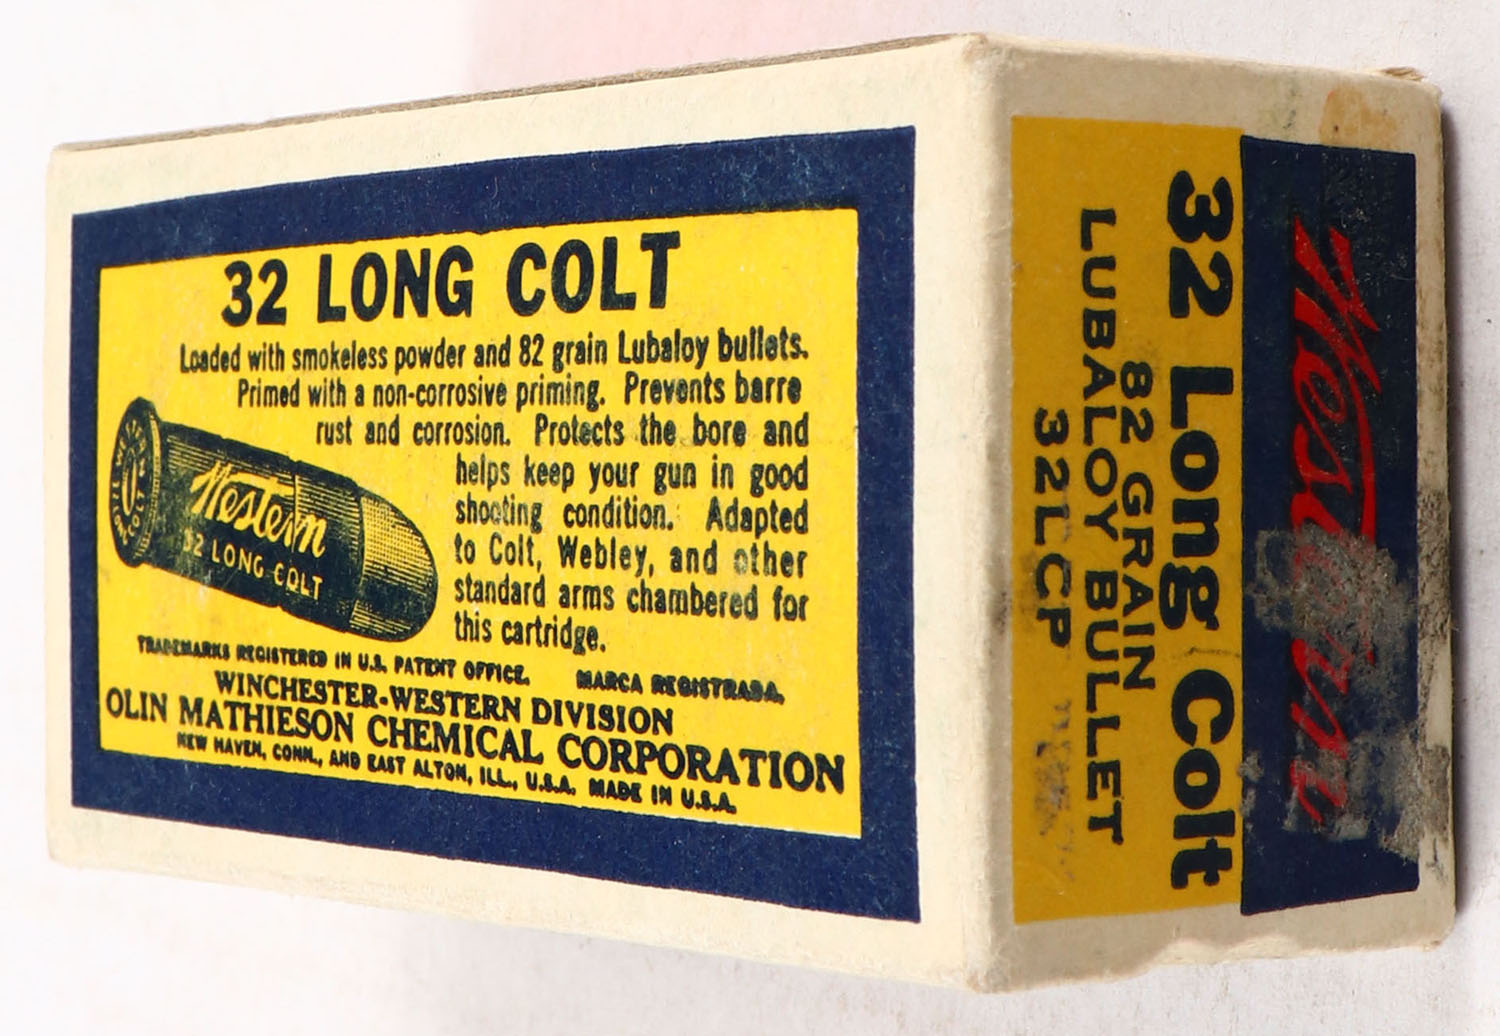 32 LONG COLT
Loaded with smokeless powder and 82 grain Lubaloy bullets.
Primed with a non-corrosive priming. Prevents barre
rust and corrosion. Protects the bore and
helps keep your gun in good
shooting condition. Adapted
to Colt, Webley, and other
standard arms chambered for
this cartridge.
Western
32 LONG COLT
TRADEMARKS REGISTERED IN U.S. PATENT OFFICE. MARCA REGISTRADA.
WINCHESTER-WESTERN DIVISION
OLIN MATHIESON CHEMICAL CORPORATION
NEW HAVEN, CONN., AND EAST ALTON, ILL., U.S.A. MADE IN U.S.A.
Western
32 Long Colt
82 GRAIN
LUBALOY BULLET
32LCP